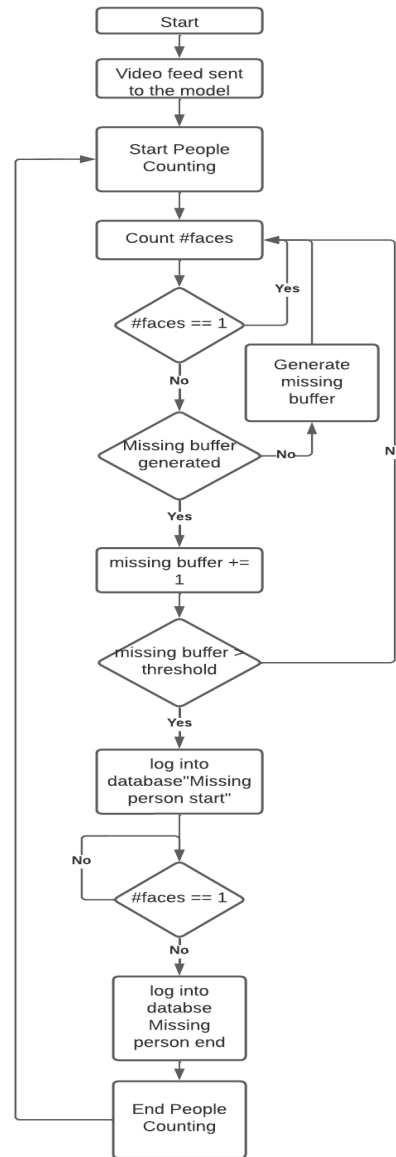 Start
Video feed sent
to the model
Start People
Counting
Count #faces
Yes
#faces == 1
Generate
missing
buffer
No
Missing buffer
generated
No
N
Yes
missing buffer +=
1
missing buffer >
threshold
Yes
log into
database"Missing
person start"
No
#faces == 1
No
log into
databse
Missing
person end
End People
Counting